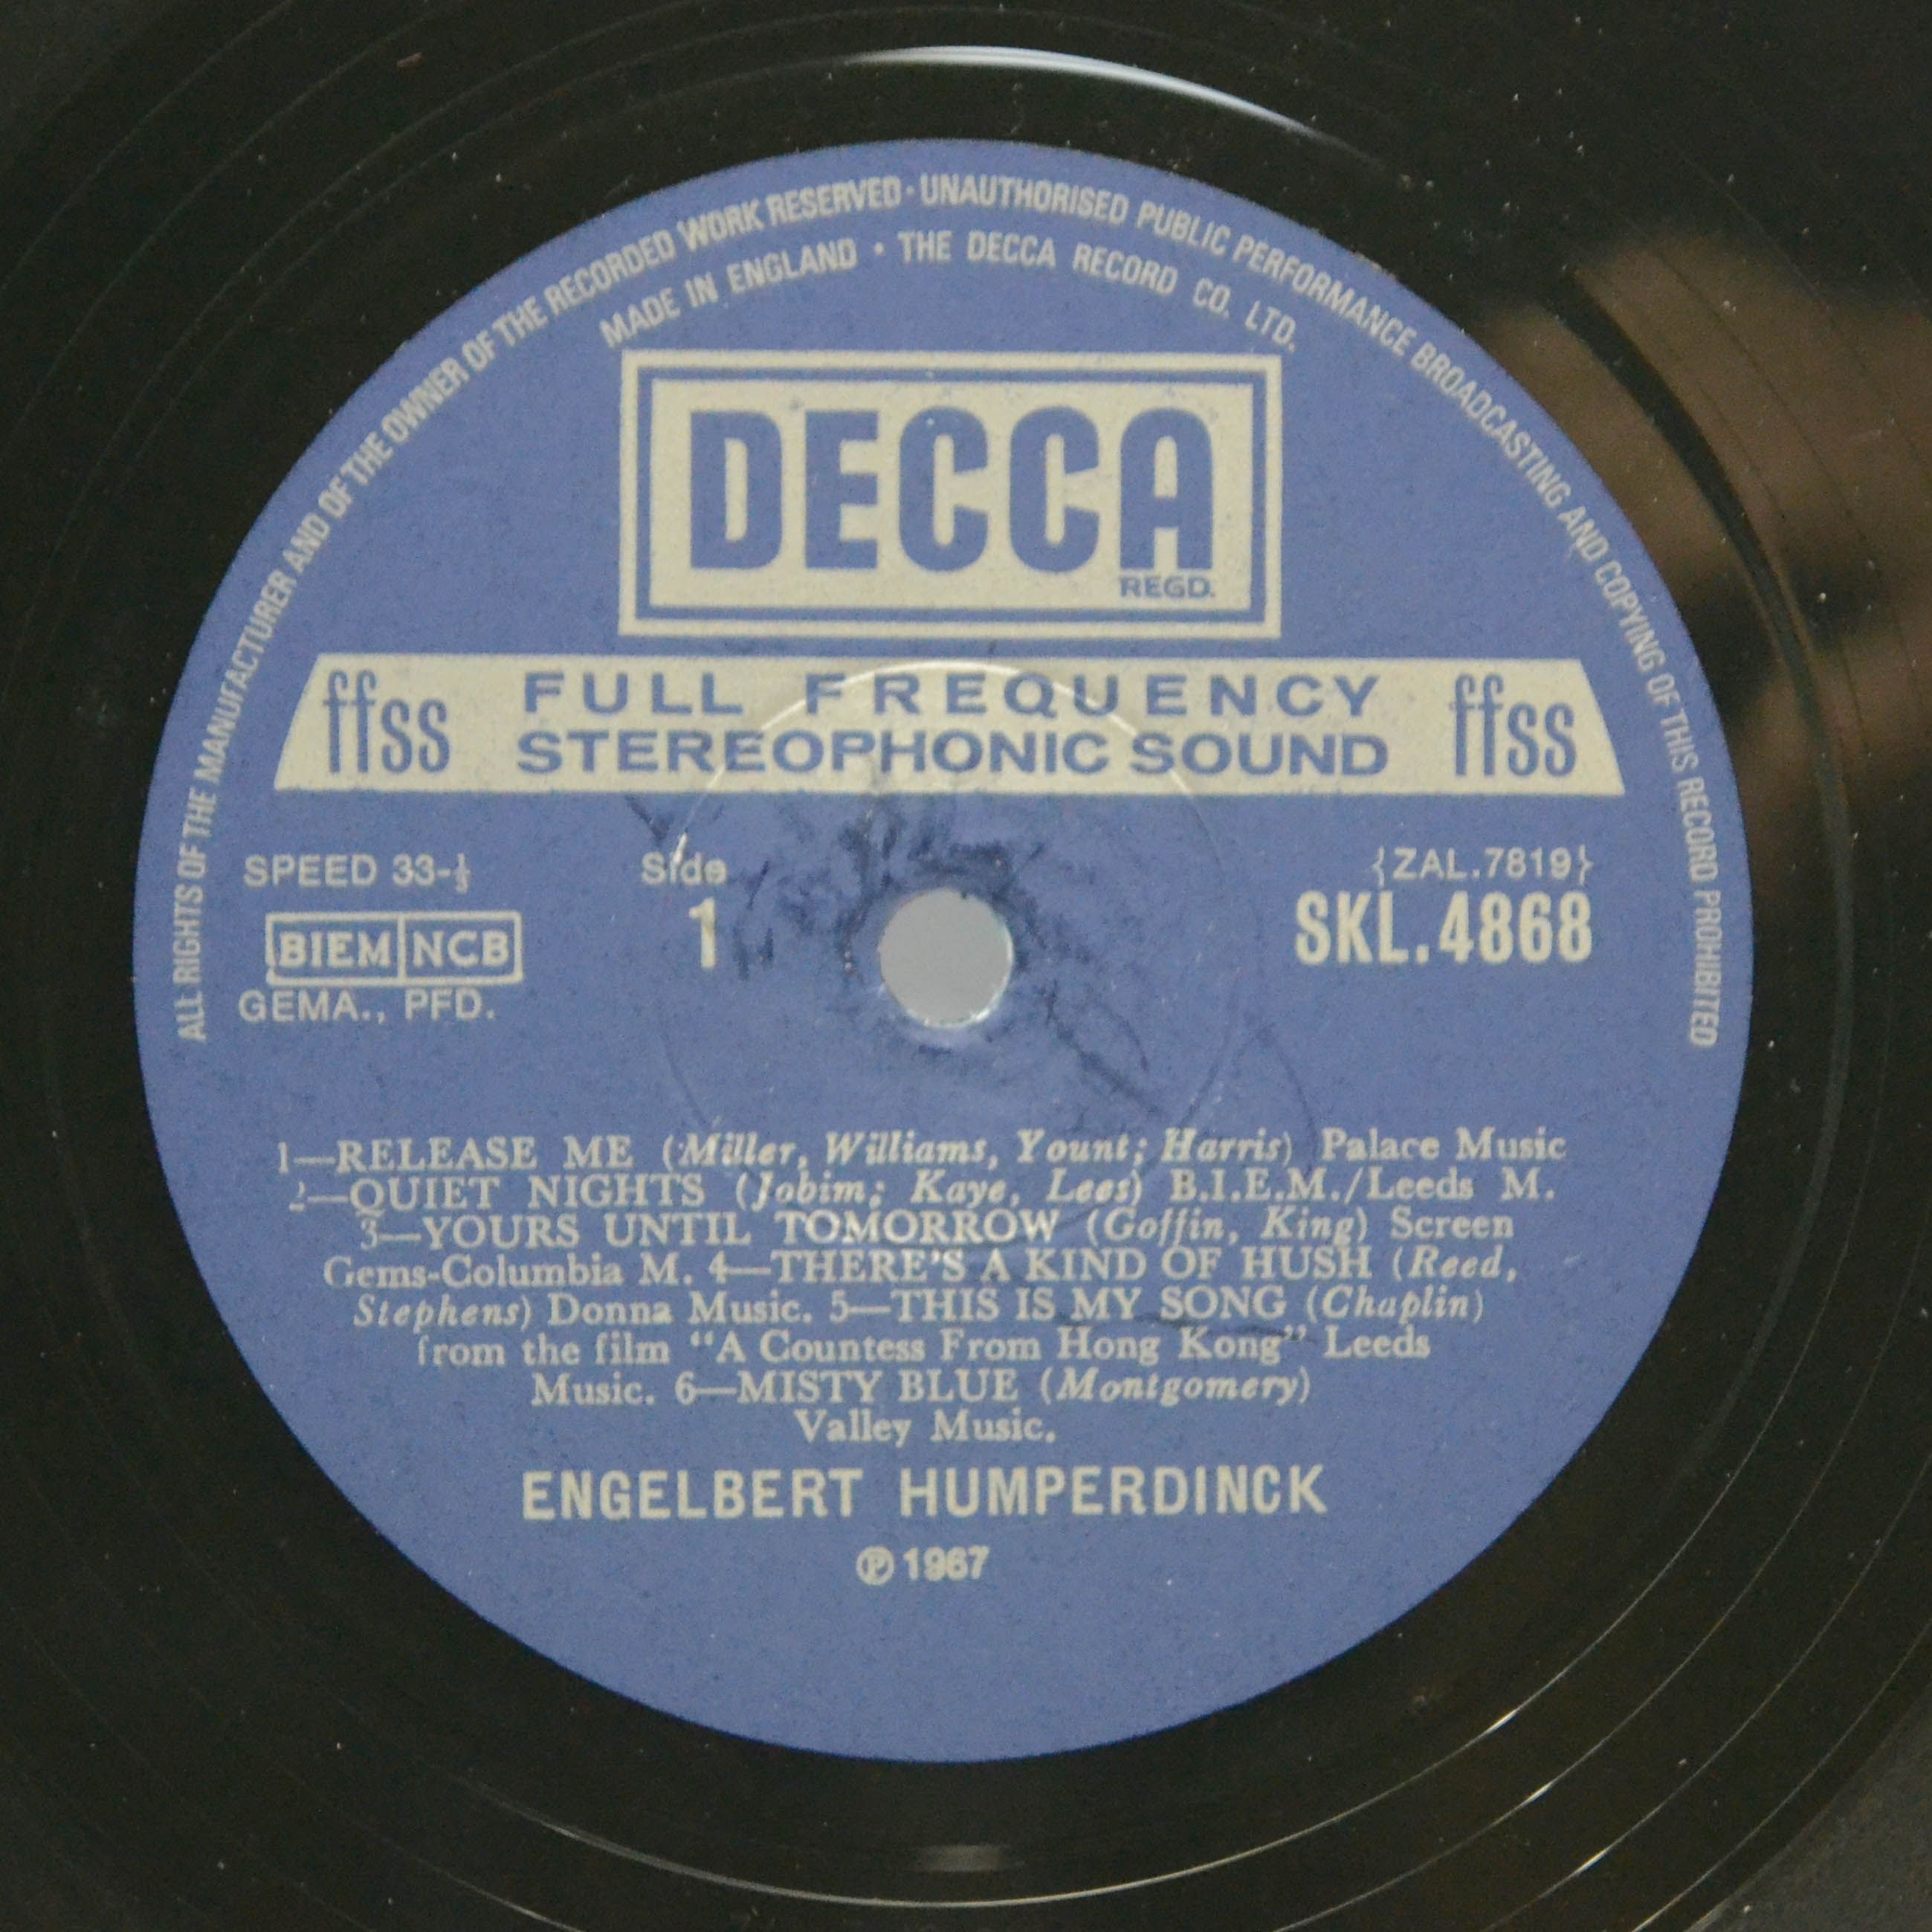 ALL RIGHTS OF THE MANUFACTURER AND OF THE OWNER OF THE RECORDED WORK RESERVED · UNAUTHORISED PUBLIC PERFORMANCE BROADCASTING AND COPYING OF THIS RECORD PROHIBITED
MADE IN ENGLAND · THE DECCA RECORD CO. LTD.
DECCA
REGD.
ffss FULL FREQUENCY ffss
STEREOPHONIC SOUND
SPEED 33-⅓ Side {ZAL.7819}
BIEM NCB 1 SKL.4868
GEMA., PFD.
1—RELEASE ME (Miller, Williams, Yount; Harris) Palace Music
2—QUIET NIGHTS (Jobim; Kaye, Lees) B.I.E.M./Leeds M.
3—YOURS UNTIL TOMORROW (Goffin, King) Screen
Gems-Columbia M. 4—THERE'S A KIND OF HUSH (Reed,
Stephens) Donna Music. 5—THIS IS MY SONG (Chaplin)
from the film "A Countess From Hong Kong" Leeds
Music. 6—MISTY BLUE (Montgomery)
Valley Music.
ENGELBERT HUMPERDINCK
℗ 1967